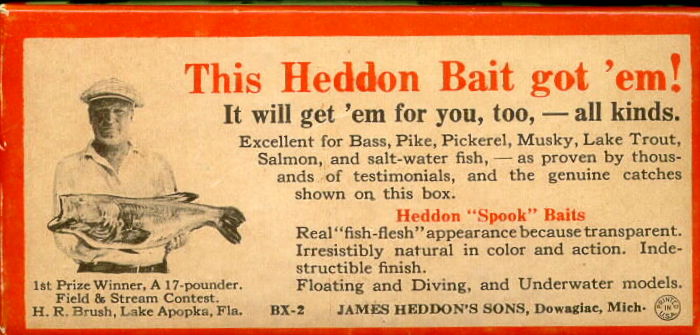 This Heddon Bait got 'em!
It will get 'em for you, too, — all kinds.
Excellent for Bass, Pike, Pickerel, Musky, Lake Trout,
Salmon, and salt-water fish, — as proven by thous-
ands of testimonials, and the genuine catches
shown on this box.
Heddon "Spook" Baits
Real "fish-flesh" appearance because transparent.
Irresistibly natural in color and action. Inde-
structible finish.
Floating and Diving, and Underwater models.
1st Prize Winner, A 17-pounder.
Field & Stream Contest.
H. R. Brush, Lake Apopka, Fla.
BX-2 JAMES HEDDON'S SONS, Dowagiac, Mich.
PRINTED
IN
U.S.A.